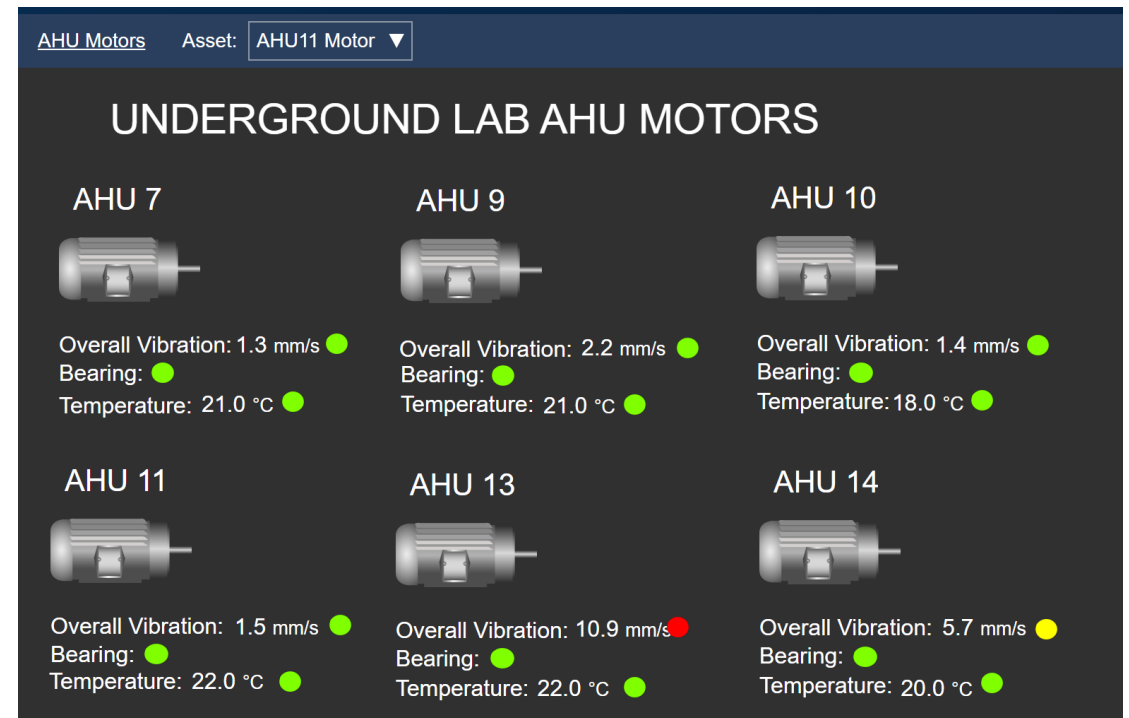 AHU Motors Asset: AHU11 Motor ▼
UNDERGROUND LAB AHU MOTORS
AHU 7
Overall Vibration: 1.3 mm/s
Bearing:
Temperature: 21.0 °C
AHU 9
Overall Vibration: 2.2 mm/s
Bearing:
Temperature: 21.0 °C
AHU 10
Overall Vibration: 1.4 mm/s
Bearing:
Temperature: 18.0 °C
AHU 11
Overall Vibration: 1.5 mm/s
Bearing:
Temperature: 22.0 °C
AHU 13
Overall Vibration: 10.9 mm/s
Bearing:
Temperature: 22.0 °C
AHU 14
Overall Vibration: 5.7 mm/s
Bearing:
Temperature: 20.0 °C